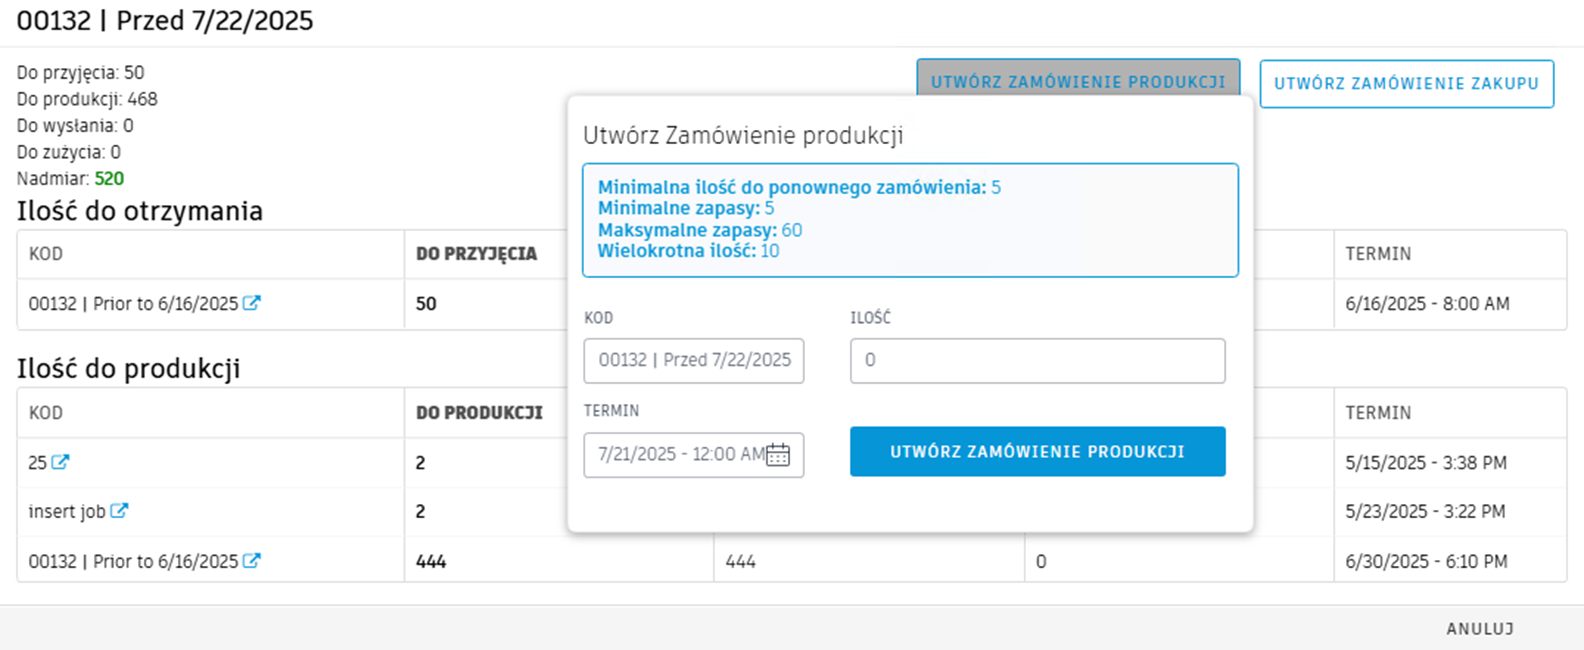 00132 | Przed 7/22/2025
Do przyjęcia: 50
Do produkcji: 468
Do wysłania: 0
Do zużycia: 0
Nadmiar: 520
UTWÓRZ ZAMÓWIENIE PRODUKCJI
UTWÓRZ ZAMÓWIENIE ZAKUPU
Utwórz Zamówienie produkcji
Minimalna ilość do ponownego zamówienia: 5
Minimalne zapasy: 5
Maksymalne zapasy: 60
Wielokrotna ilość: 10
KOD
ILOŚĆ
00132 | Przed 7/22/2025
0
TERMIN
7/21/2025 - 12:00 AM
UTWÓRZ ZAMÓWIENIE PRODUKCJI
Ilość do otrzymania
KOD DO PRZYJĘCIA TERMIN
00132 | Prior to 6/16/2025 50 6/16/2025 - 8:00 AM
Ilość do produkcji
KOD DO PRODUKCJI TERMIN
25 2 5/15/2025 - 3:38 PM
insert job 2 5/23/2025 - 3:22 PM
00132 | Prior to 6/16/2025 444 444 0 6/30/2025 - 6:10 PM
ANULUJ